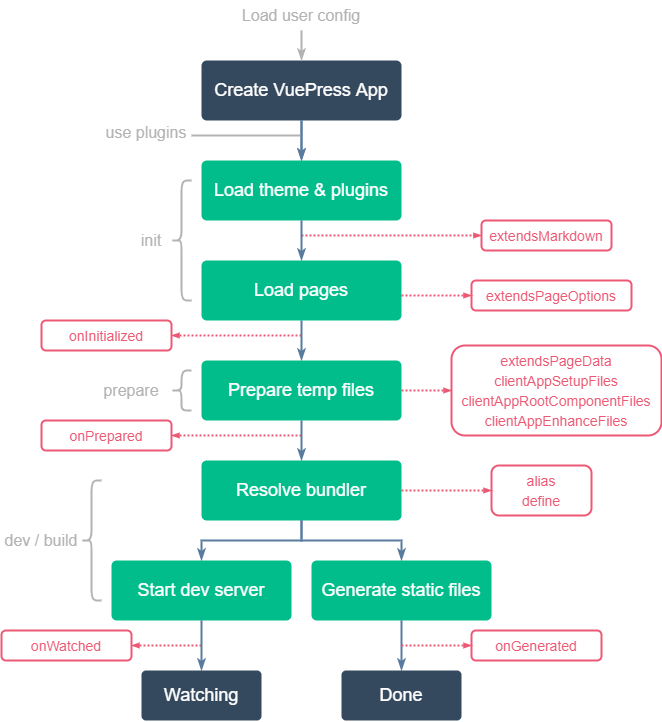 Load user config
Create VuePress App
use plugins
Load theme & plugins
init
extendsMarkdown
Load pages
extendsPageOptions
onInitialized
prepare
Prepare temp files
extendsPageData
clientAppSetupFiles
clientAppRootComponentFiles
clientAppEnhanceFiles
onPrepared
Resolve bundler
alias
define
dev / build
Start dev server
Generate static files
onWatched
onGenerated
Watching
Done